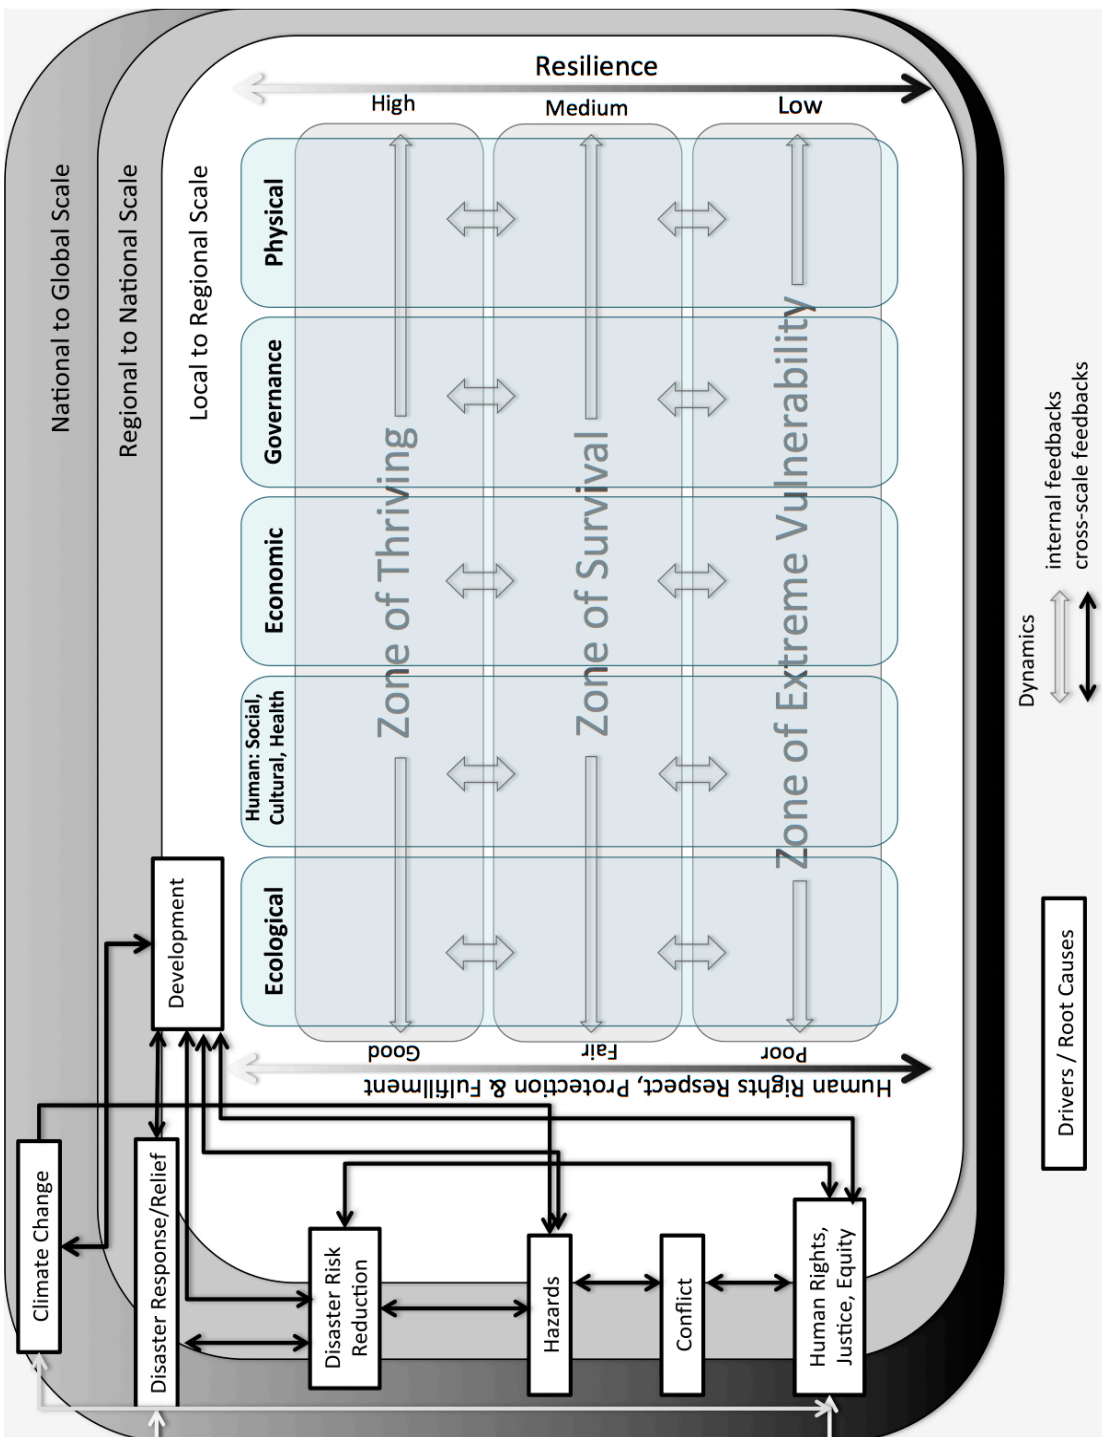 Resilience
High
Medium
Low
National to Global Scale
Regional to National Scale
Local to Regional Scale
Physical
Governance
Economic
Human: Social,
Cultural, Health
Ecological
Zone of Thriving
Zone of Survival
Zone of Extreme Vulnerability
Good
Fair
Poor
Human Rights Respect, Protection & Fulfillment
Development
Climate Change
Disaster Response/Relief
Disaster Risk
Reduction
Hazards
Conflict
Human Rights,
Justice, Equity
Dynamics
internal feedbacks
cross-scale feedbacks
Drivers / Root Causes